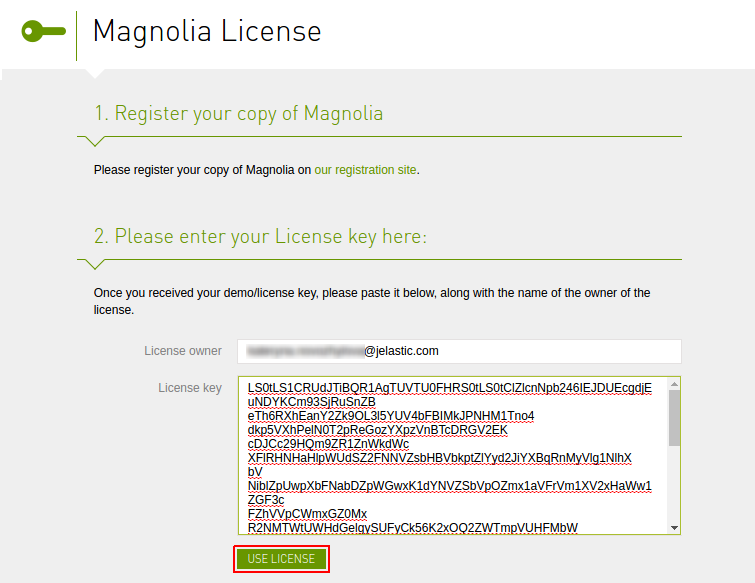 Magnolia License
1. Register your copy of Magnolia
Please register your copy of Magnolia on our registration site.
2. Please enter your License key here:
Once you received your demo/license key, please paste it below, along with the name of the owner of the
license.
License owner
@jelastic.com
License key
LS0tLS1CRUdJTiBQR1AgTUVTU0FHRS0tLS0tClZlcnNpb246IEJDUEcgdjE
uNDYKCm93SjRuSnZB
eTh6RXhEanY2Zk9OL3l5YUV4bFBIMkJPNHM1Tno4
dkp5VXhPelN0T2pReGozYXpzVnBTcDRGV2EK
cDJCc29HQm9ZR1ZnWkdWc
XFlRHNHaHlpWUdSZ2FNNVZsbHBVbkptZlYyd2JiYXBqRnMyVlg1NlhX
bV
NiblZpUwpXbFNabDZpWGwxK1dYNVZSbVpOZmx1aVFrVm1XV2xHaWw1
ZGF3c
FZhVVpCWmxGZ0Mx
R2NMTWtUWHdGelgySUFyCk56K2xOQ2ZWTmpVUHFMbW
USE LICENSE